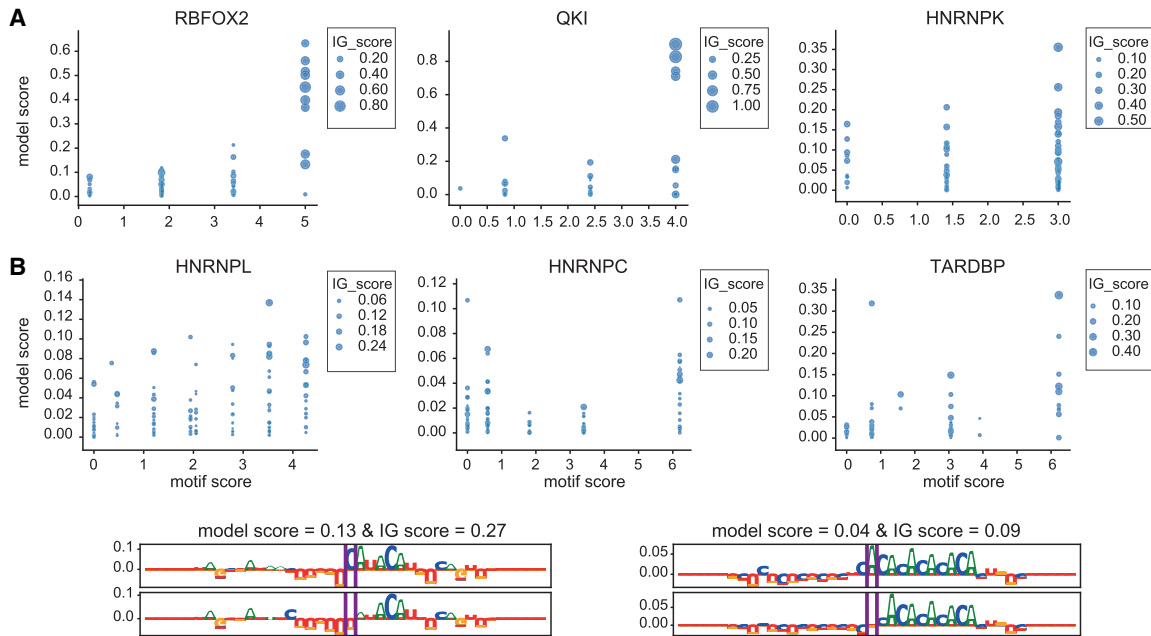 A
RBFOX2
QKI
HNRNPK
model score
0.6
0.5
0.4
0.3
0.2
0.1
0.0
0 1 2 3 4 5
IG_score
0.20
0.40
0.60
0.80
0.8
0.6
0.4
0.2
0.0
0.0 0.5 1.0 1.5 2.0 2.5 3.0 3.5 4.0
IG_score
0.25
0.50
0.75
1.00
0.35
0.30
0.25
0.20
0.15
0.10
0.05
0.00
0.0 0.5 1.0 1.5 2.0 2.5 3.0
IG_score
0.10
0.20
0.30
0.40
0.50
B
HNRNPL
HNRNPC
TARDBP
model score
0.16
0.14
0.12
0.10
0.08
0.06
0.04
0.02
0.00
0 1 2 3 4
motif score
IG_score
0.06
0.12
0.18
0.24
0.12
0.10
0.08
0.06
0.04
0.02
0.00
0 1 2 3 4 5 6
motif score
IG_score
0.05
0.10
0.15
0.20
0.35
0.30
0.25
0.20
0.15
0.10
0.05
0.00
0 1 2 3 4 5 6
motif score
IG_score
0.10
0.20
0.30
0.40
model score = 0.13 & IG score = 0.27
0.1
0.0
0.1
0.0
model score = 0.04 & IG score = 0.09
0.05
0.00
0.05
0.00